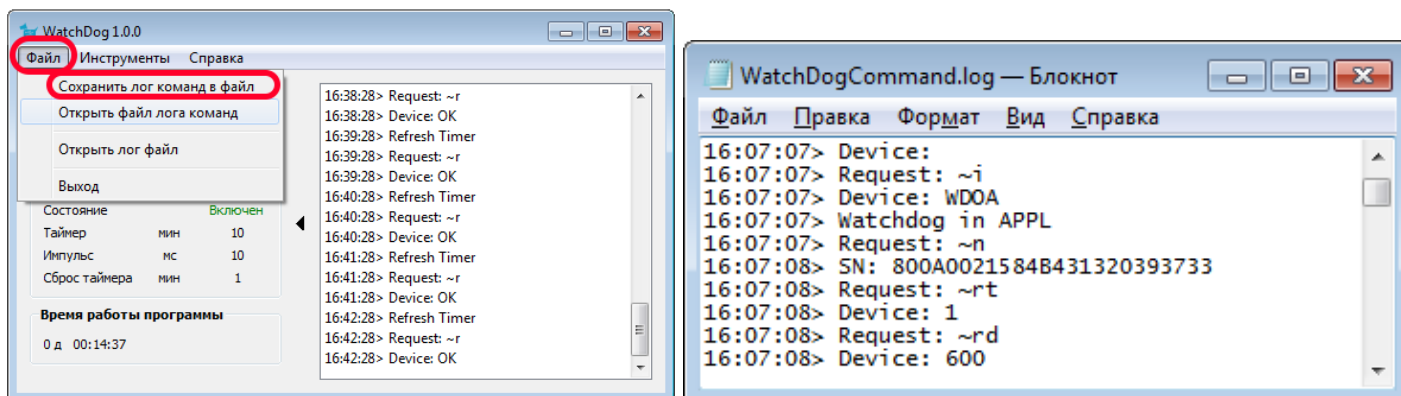 WatchDog 1.0.0
Файл Инструменты Справка
Сохранить лог команд в файл
Открыть файл лога команд
Открыть лог файл
Выход
Состояние Включен
Таймер мин 10
Импульс мс 10
Сброс таймера мин 1
Время работы программы
0 д 00:14:37
16:38:28> Request: ~r
16:38:28> Device: OK
16:39:28> Refresh Timer
16:39:28> Request: ~r
16:39:28> Device: OK
16:40:28> Refresh Timer
16:40:28> Request: ~r
16:40:28> Device: OK
16:41:28> Refresh Timer
16:41:28> Request: ~r
16:41:28> Device: OK
16:42:28> Refresh Timer
16:42:28> Request: ~r
16:42:28> Device: OK
WatchDogCommand.log — Блокнот
Файл Правка Формат Вид Справка
16:07:07> Device:
16:07:07> Request: ~i
16:07:07> Device: WDOA
16:07:07> Watchdog in APPL
16:07:07> Request: ~n
16:07:08> SN: 800A0021584B431320393733
16:07:08> Request: ~rt
16:07:08> Device: 1
16:07:08> Request: ~rd
16:07:08> Device: 600